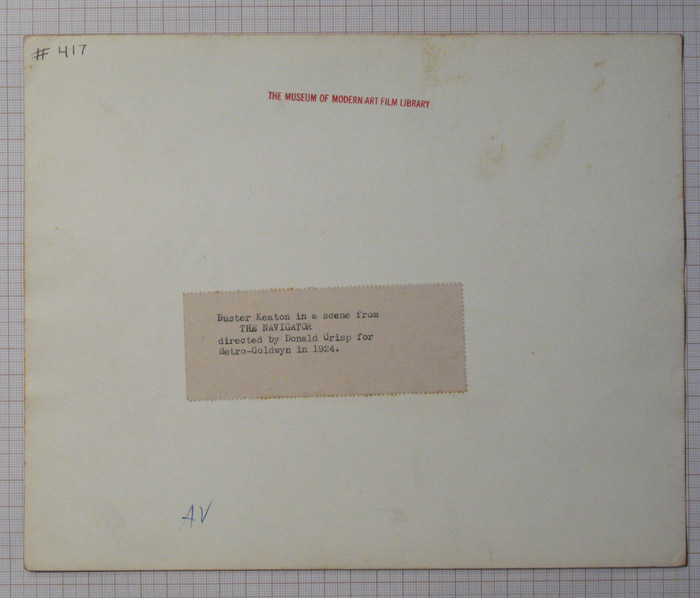 # 417
THE MUSEUM OF MODERN ART FILM LIBRARY
Buster Keaton in a scene from
THE NAVIGATOR
directed by Donald Crisp for
Metro-Goldwyn in 1924.
AV